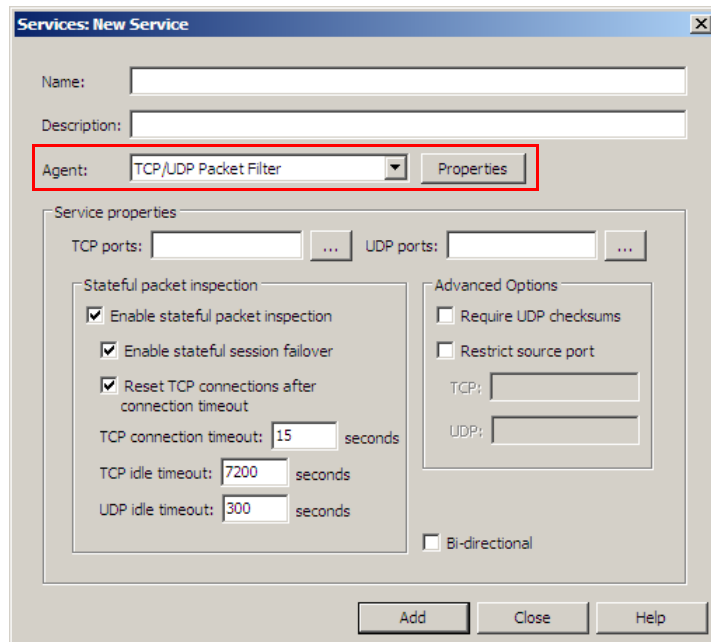 Services: New Service
Name:
Description:
Agent: TCP/UDP Packet Filter Properties
Service properties
TCP ports: ... UDP ports: ...
Stateful packet inspection
Enable stateful packet inspection
Enable stateful session failover
Reset TCP connections after
connection timeout
TCP connection timeout: 15 seconds
TCP idle timeout: 7200 seconds
UDP idle timeout: 300 seconds
Advanced Options
Require UDP checksums
Restrict source port
TCP:
UDP:
Bi-directional
Add Close Help